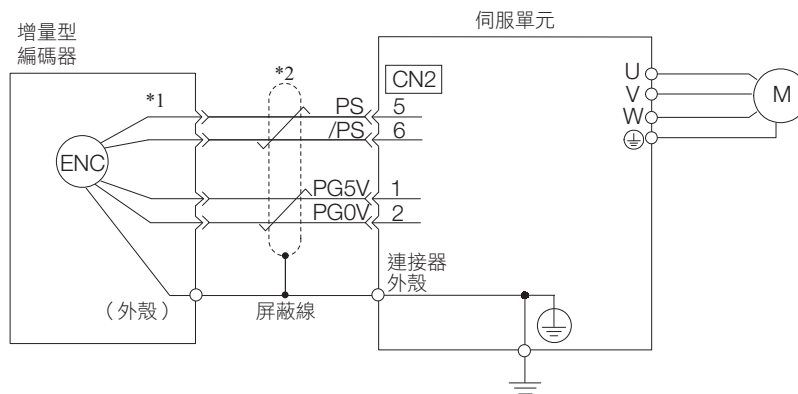 伺服單元
增量型
編碼器
*1
*2
CN2
PS
5
/PS
6
ENC
PG5V
1
PG0V
2
U
V
W
M
連接器
外殼
（外殼）
屏蔽線